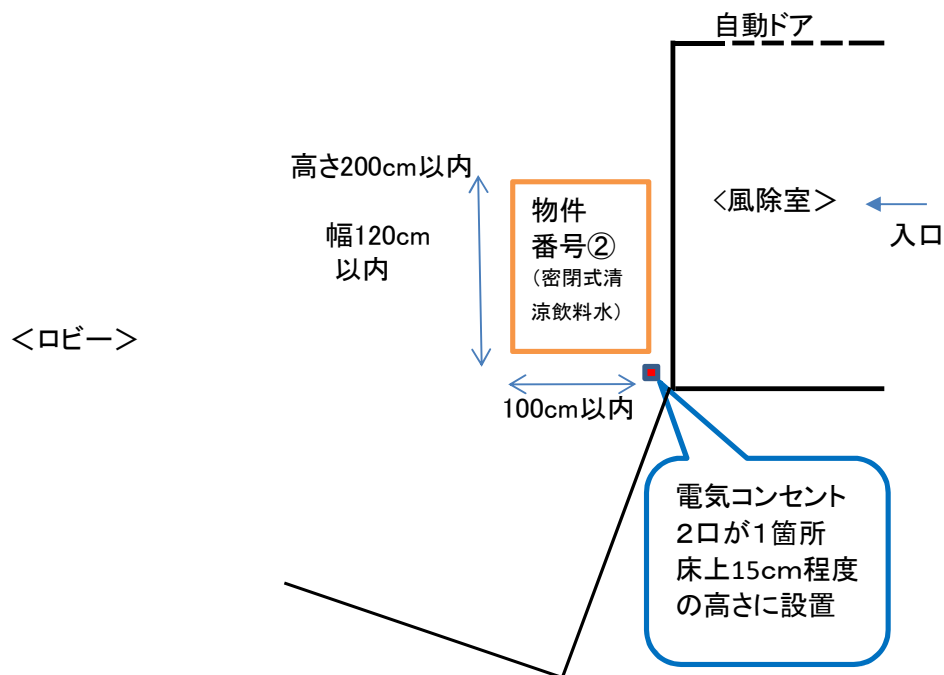 自動ドア
高さ200cm以内
幅120cm
以内
物件
番号②
（密閉式清
涼飲料水）
<風除室＞
入口
＜ロビー＞
100cm以内
電気コンセント
２口が１箇所
床上15ｃｍ程度
の高さに設置